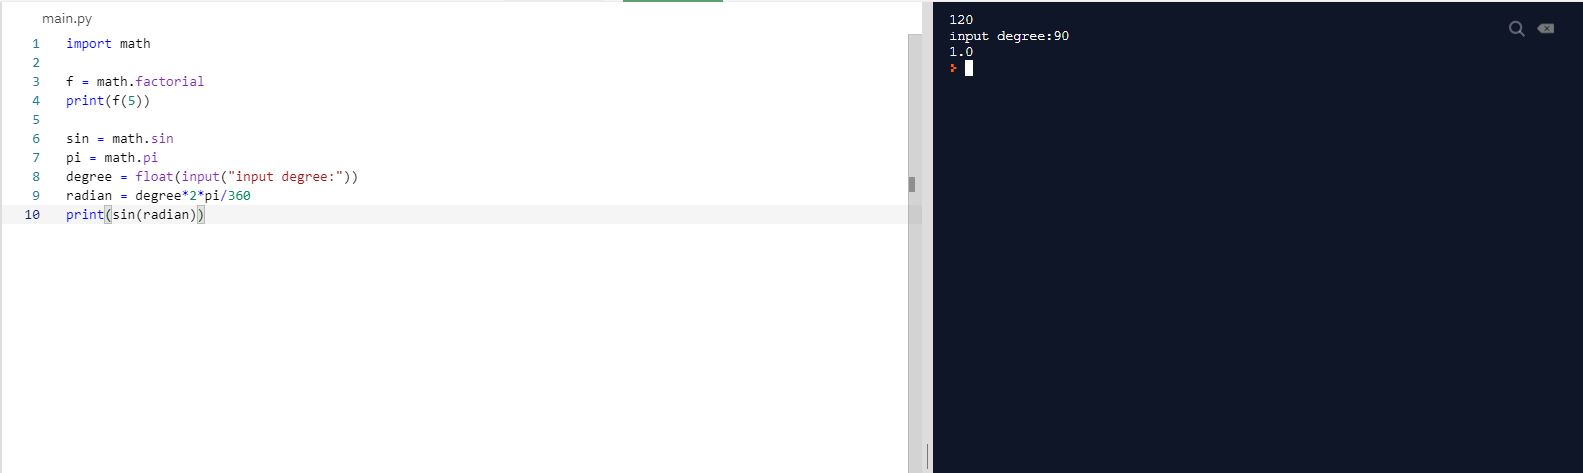 main.py
1 import math
2
3 f = math.factorial
4 print(f(5))
5
6 sin = math.sin
7 pi = math.pi
8 degree = float(input("input degree:"))
9 radian = degree*2*pi/360
10 print(sin(radian))
120
input degree:90
1.0